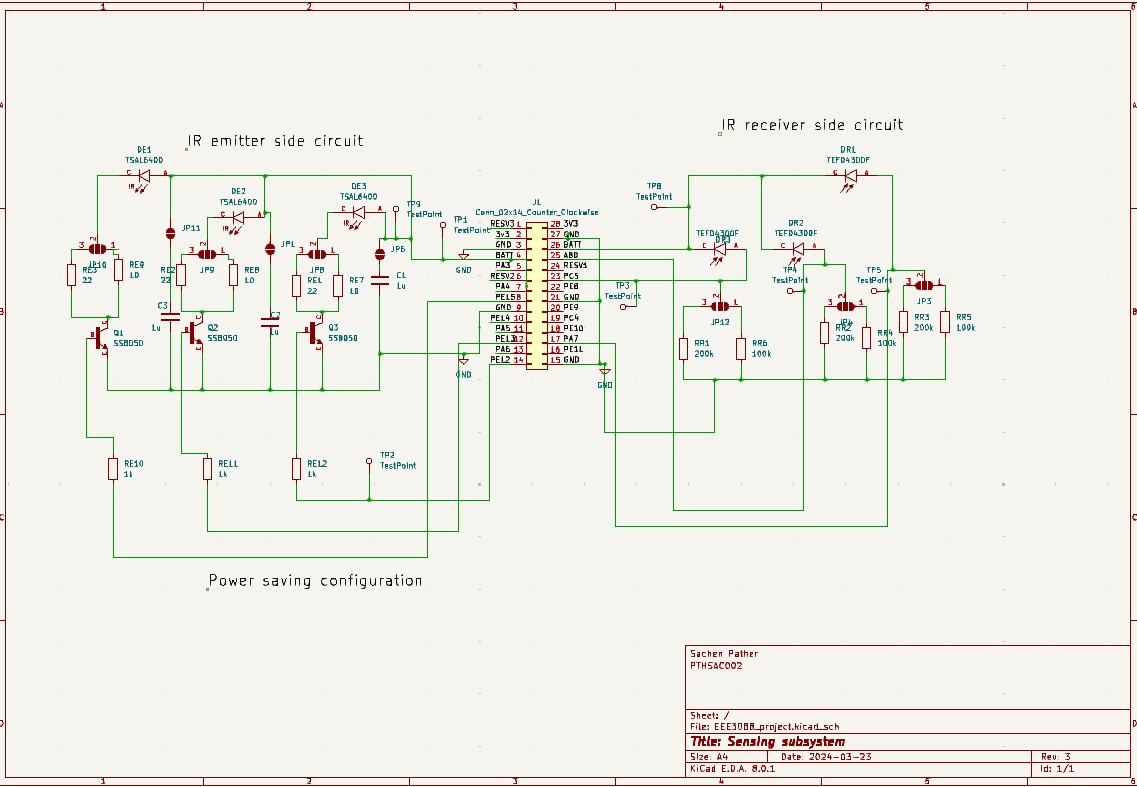 1 2 3 4 5 6
A
B
C
D
IR emitter side circuit
IR receiver side circuit
DE1
TSAL6400
DE2
TSAL6400
DE3
TSAL6400
TP9
TestPoint
TP1
TestPoint
J1
Conn_02x14_Counter_Clockwise
TP8
TestPoint
DR1
TEFD4300F
DR2
TEFD4300F
TEFD4300F
DR3
RESV3 1 28 3V3
3v3 2 27 GND
GND 3 26 BATT
BATT 4 25 ABD
PA3 5 24 RESV1
RESV2 6 23 PC5
PA4 7 22 PE8
PE15 8 21 GND
GND 9 20 PE9
PE14 10 19 PC4
PA5 11 18 PE10
PE13 12 17 PA7
PA6 13 16 PE11
PE12 14 15 GND
JP11
JP10
JP9
JP1
JP8
JP6
GND
GND
GND
RE3
22
RE9
10
RE2
22
RE8
10
RE1
22
RE7
10
C1
1u
C3
1u
C2
1u
Q1
SS8050
Q2
SS8050
Q3
SS8050
TP3
TestPoint
TP4
TestPoint
TP5
TestPoint
JP12
JP4
JP3
RR1
200k
RR6
100k
RR2
200k
RR4
100k
RR3
200k
RR5
100k
RE10
1k
RE11
1k
RE12
1k
TP2
TestPoint
Power saving configuration
Sachen Pather
PTHSAC002
Sheet: /
File: EEE3088_project.kicad_sch
Title: Sensing subsystem
Size: A4 Date: 2024-03-23 Rev: 3
KiCad E.D.A. 8.0.1 Id: 1/1